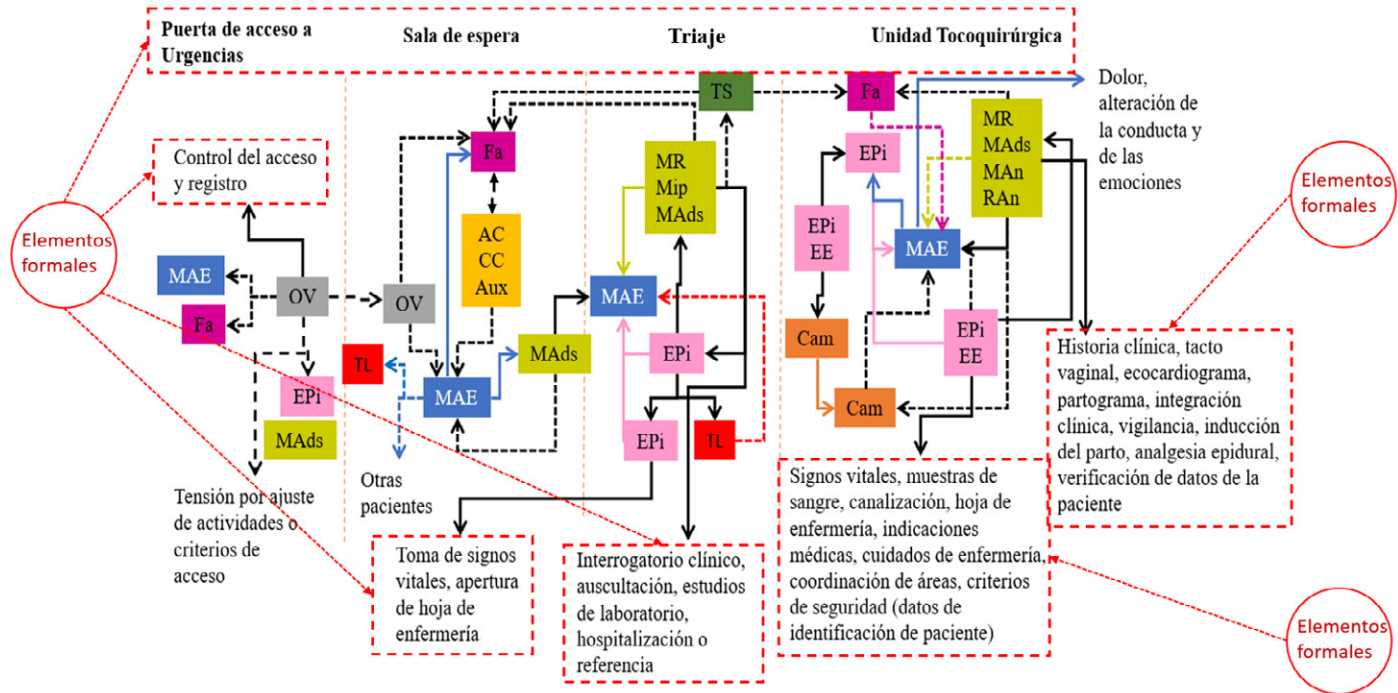 Puerta de acceso a
Urgencias
Sala de espera
Triaje
Unidad Tocoquirúrgica
Elementos
formales
Control del acceso
y registro
MAE
Fa
OV
EPi
MAds
Tensión por ajuste
de actividades o
criterios de
acceso
Fa
AC
CC
Aux
OV
TL
MAE
MAds
Otras
pacientes
TS
MR
Mip
MAds
MAE
EPi
EPi
TL
Toma de signos
vitales, apertura
de hoja de
enfermería
Interrogatorio clínico,
auscultación, estudios
de laboratorio,
hospitalización o
referencia
Fa
EPi
EPi
EE
Cam
Cam
MAE
MR
MAds
MAn
RAn
EPi
EE
Dolor,
alteración de
la conducta y
de las
emociones
Signos vitales, muestras de
sangre, canalización, hoja de
enfermería, indicaciones
médicas, cuidados de enfermería,
coordinación de áreas, criterios
de seguridad (datos de
identificación de paciente)
Elementos
formales
Historia clínica, tacto
vaginal, ecocardiograma,
partograma, integración
clínica, vigilancia, inducción
del parto, analgesia epidural,
verificación de datos de la
paciente
Elementos
formales